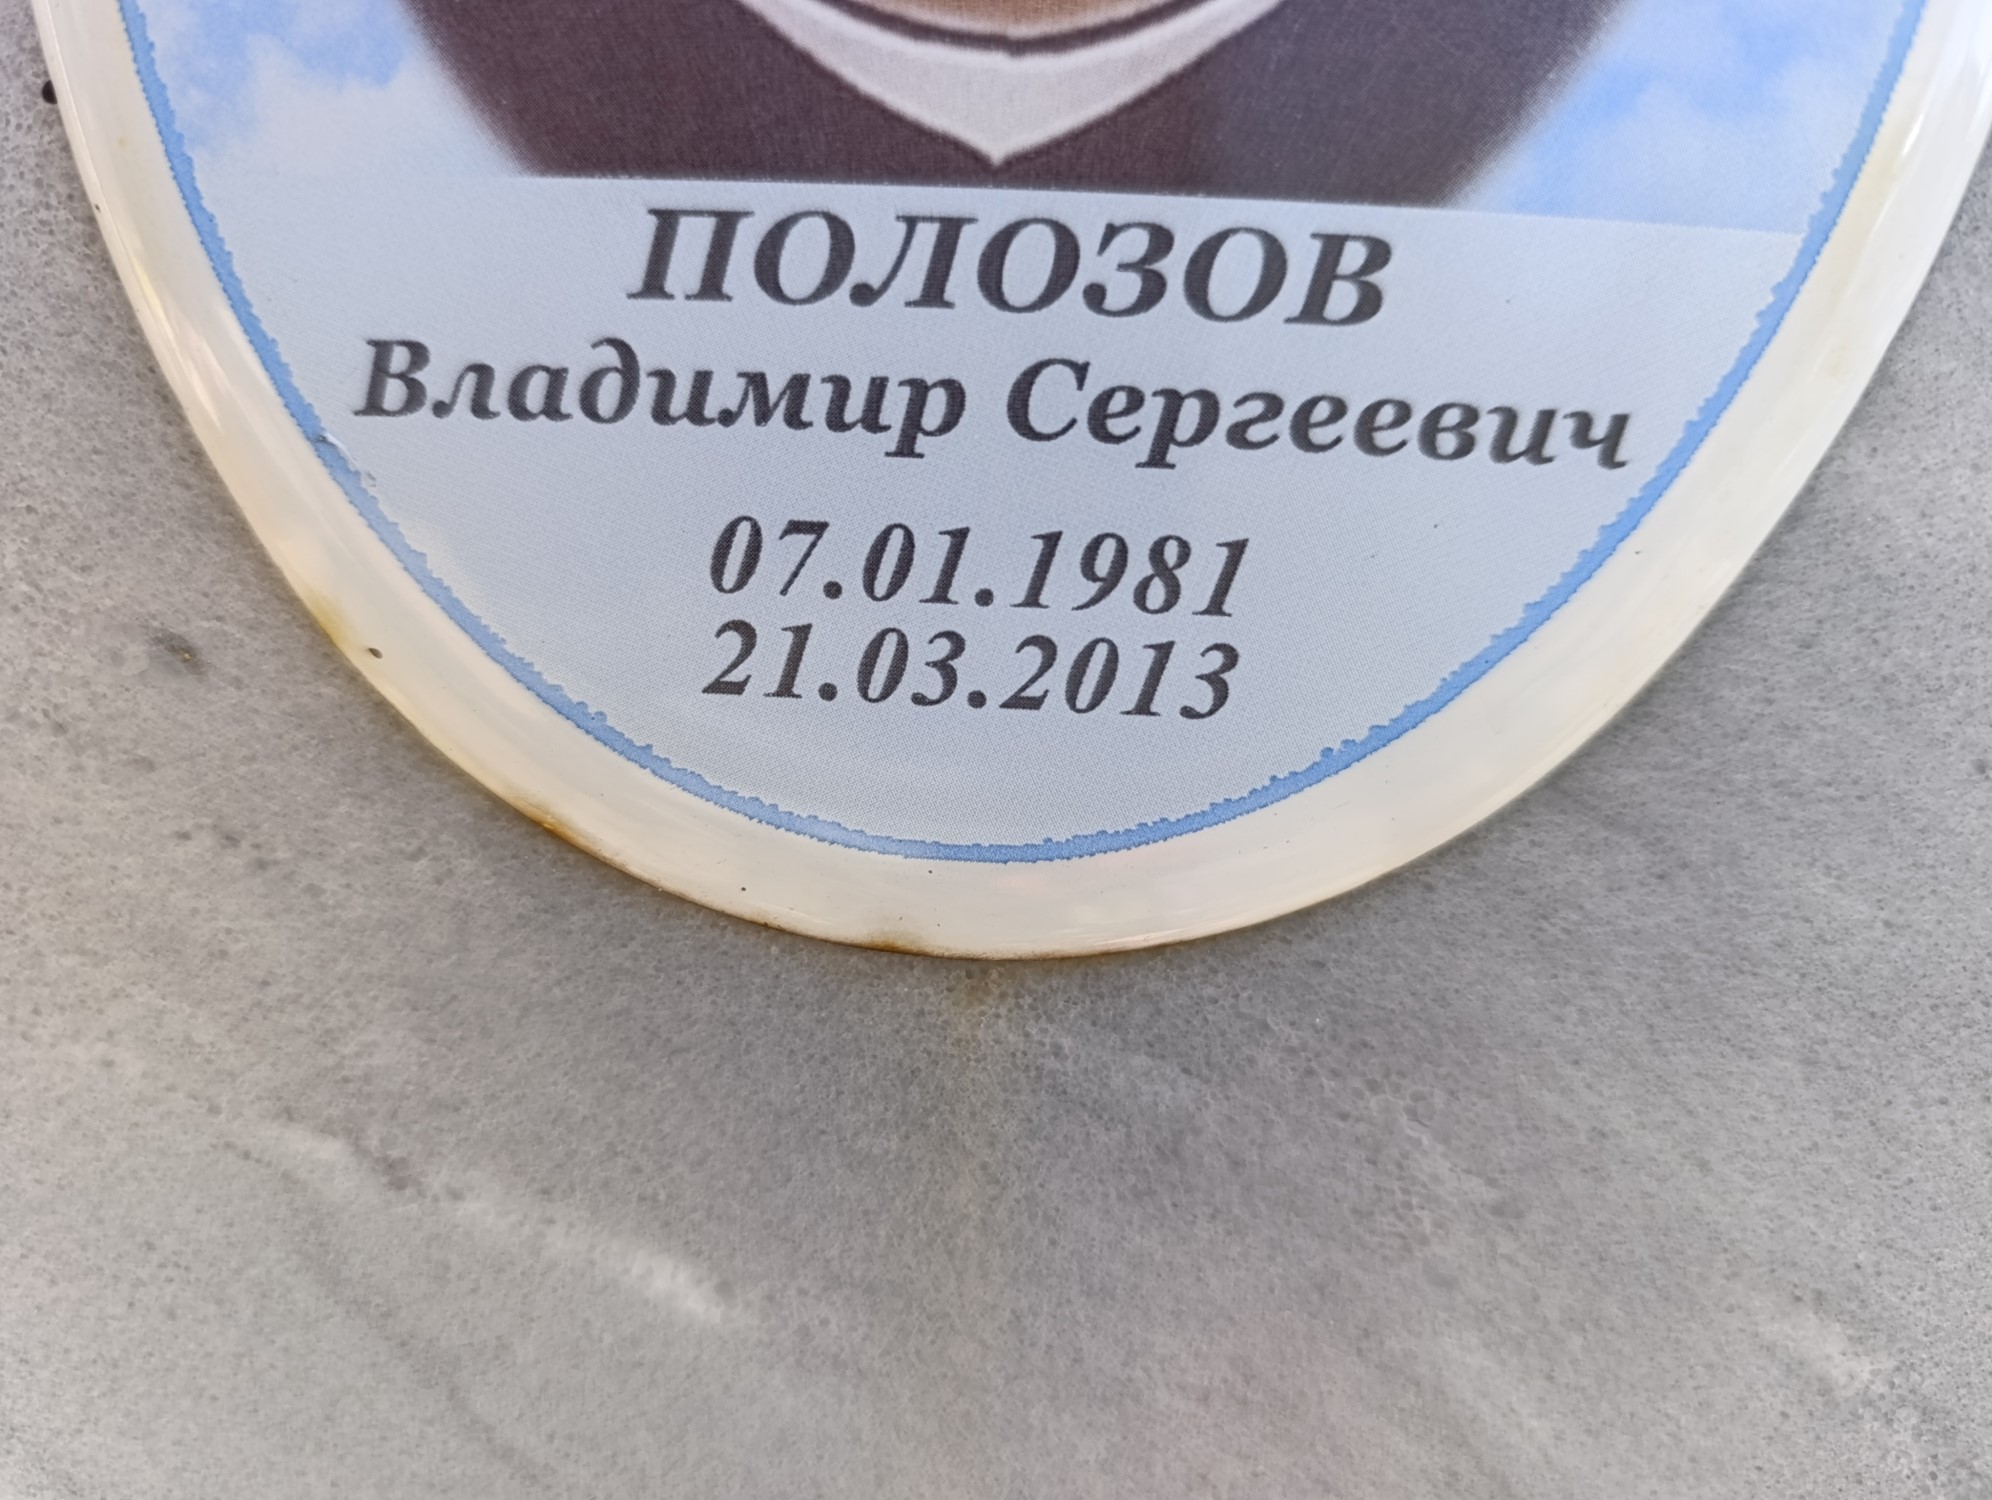 ПОЛОЗОВ
Владимир Сергеевич
07.01.1981
21.03.2013